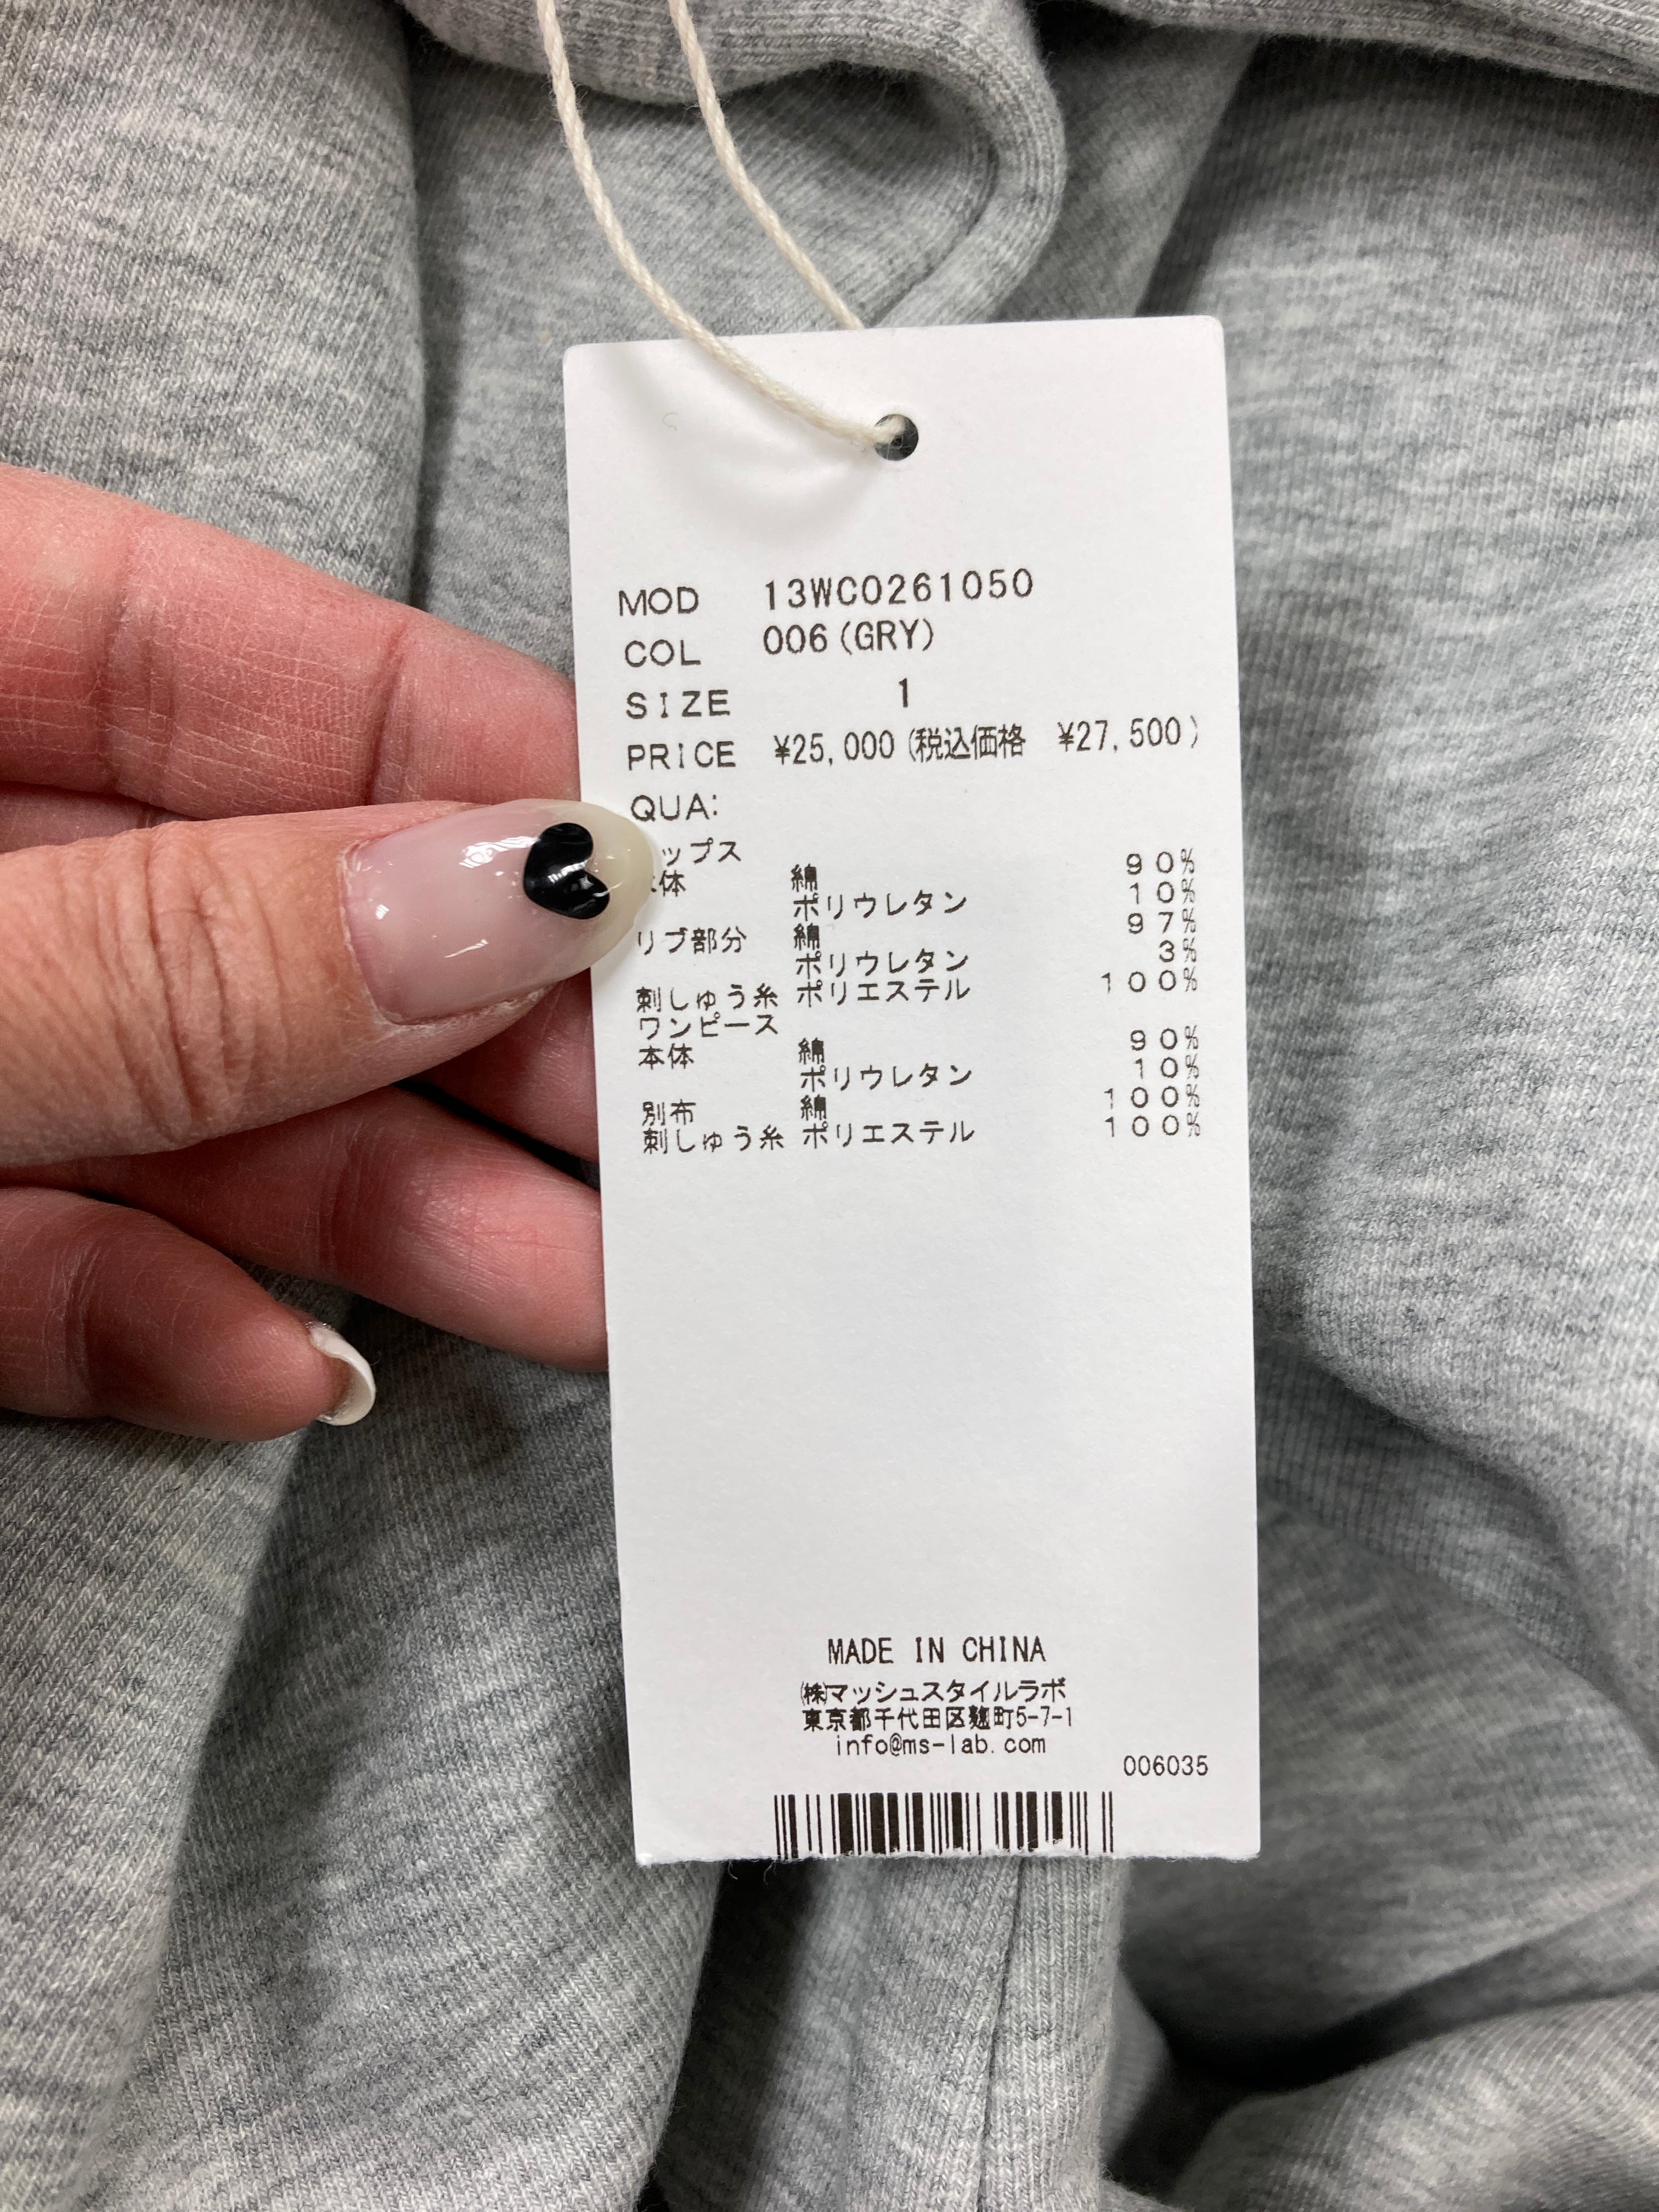 MOD 13WC0261050
COL 006(GRY)
SIZE 1
PRICE ¥25,000(税込価格 ¥27,500)
QUA:
ップス
体 綿 90%
ポリウレタン 10%
リブ部分 綿 97%
ポリウレタン 3%
刺しゅう糸 ポリエステル 100%
ワンピース
本体 綿 90%
ポリウレタン 10%
別布 綿 100%
刺しゅう糸 ポリエステル 100%
MADE IN CHINA
㈱マッシュスタイルラボ
東京都千代田区麹町5-7-1
info@ms-lab.com
006035